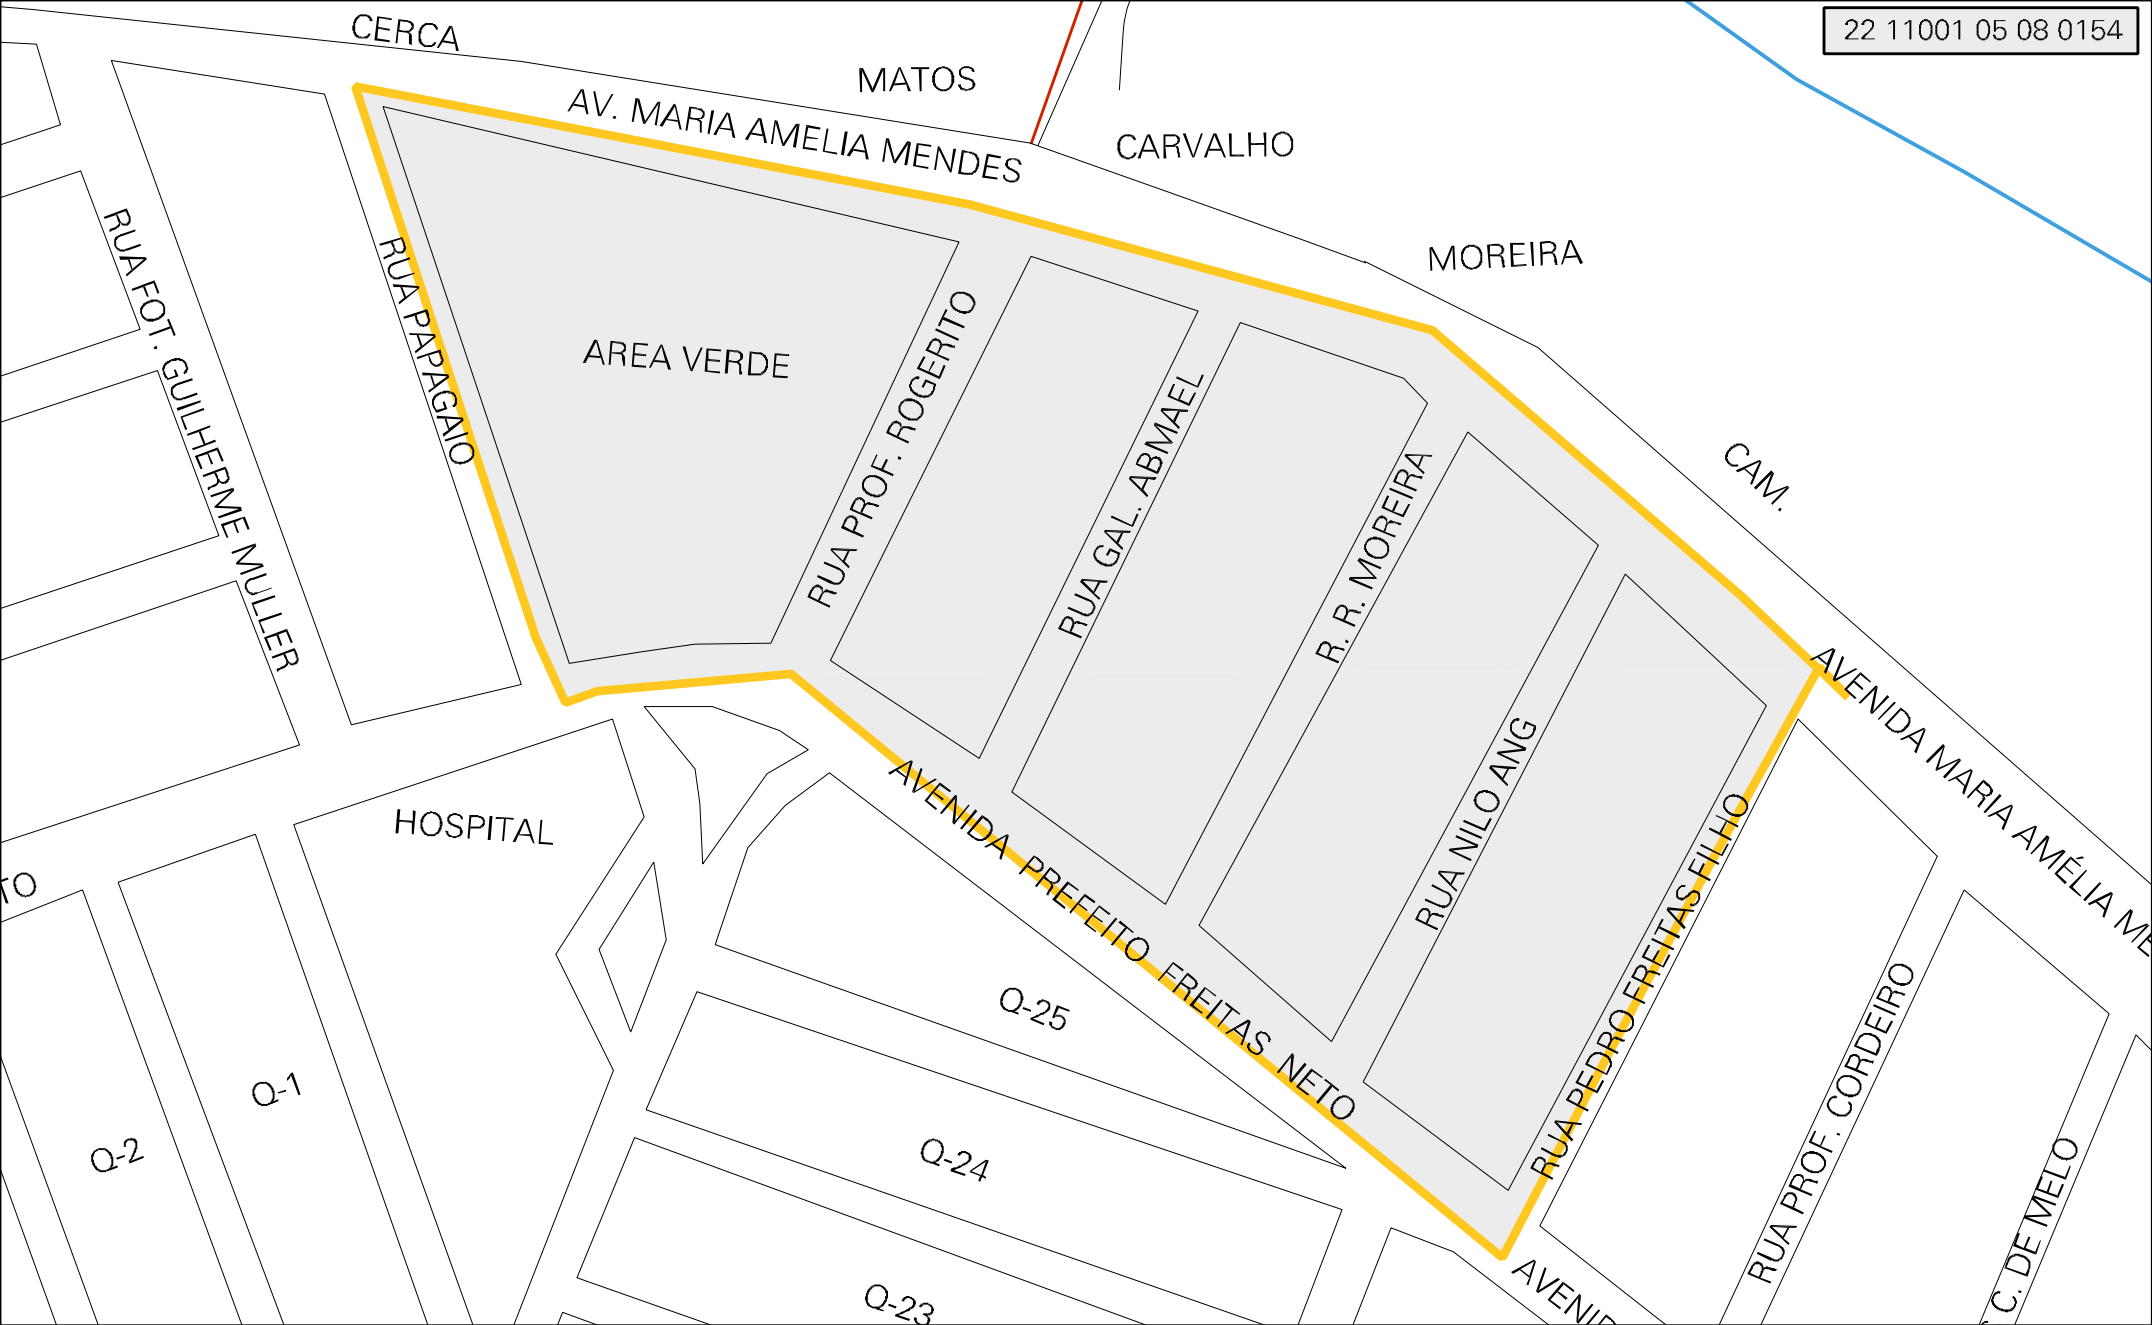 CERCA
22 11001 05 08 0154
MATOS
AV. MARIA AMELIA MENDES
CARVALHO
MOREIRA
RUA FOT. GUILHERME MULLER
RUA PAPAGAIO
AREA VERDE
RUA PROF. ROGERITO
RUA GAL. ABMAEL
R. R. MOREIRA
CAM.
AVENIDA MARIA AMÉLIA ME
RUA NILO ANG
RUA PEDRO FREITAS FILHO
AVENIDA PREFEITO FREITAS NETO
HOSPITAL
TO
Q-25
RUA PROF. CORDEIRO
Q-1
Q-2
Q-24
C. DE MELO
Q-23
AVENID